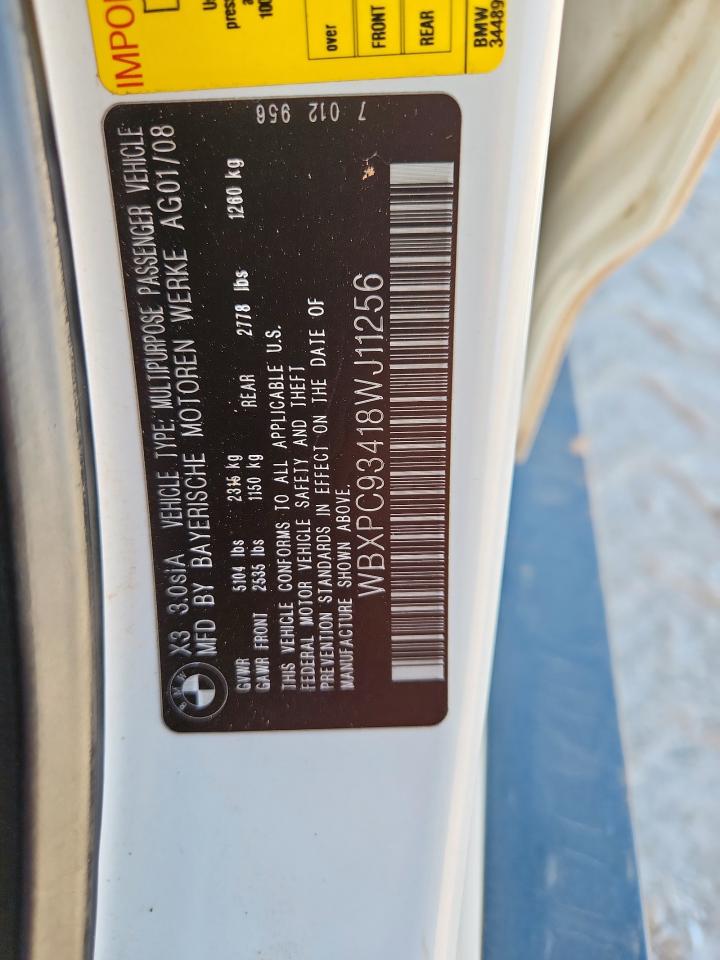 IMPO
over
FRONT
REAR
BMW
34489
7 012 956
X3 3.0SIA VEHICLE TYPE: MULTIPURPOSE PASSENGER VEHICLE
MFD BY BAYERISCHE MOTOREN WERKE AG01/08
GVWR 5104 lbs 2315 kg
GAWR FRONT 2535 lbs 1150 kg REAR 2778 lbs 1260 kg
THIS VEHICLE CONFORMS TO ALL APPLICABLE U.S.
FEDERAL MOTOR VEHICLE SAFETY AND THEFT
PREVENTION STANDARDS IN EFFECT ON THE DATE OF
MANUFACTURE SHOWN ABOVE.
WBXPC93418WJ11256